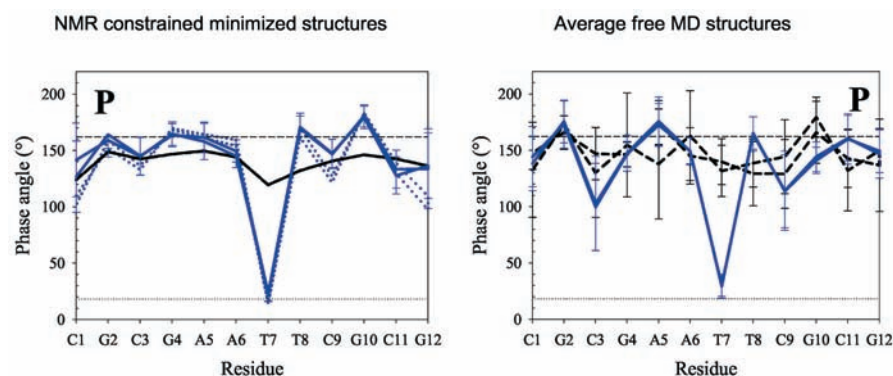 NMR constrained minimized structures
Average free MD structures
P
P
Phase angle (°)
200
150
100
50
0
C1 G2 C3 G4 A5 A6 T7 T8 C9 G10 C11 G12
Residue
Phase angle (°)
200
150
100
50
0
C1 G2 C3 G4 A5 A6 T7 T8 C9 G10 C11 G12
Residue